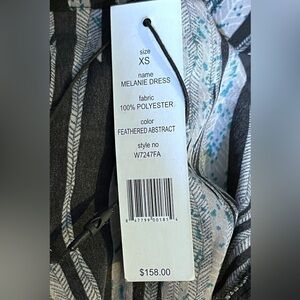 size
XS
name
MELANIE DRESS
fabric
100% POLYESTER
color
FEATHERED ABSTRACT
style no
W7247FA
$158.00